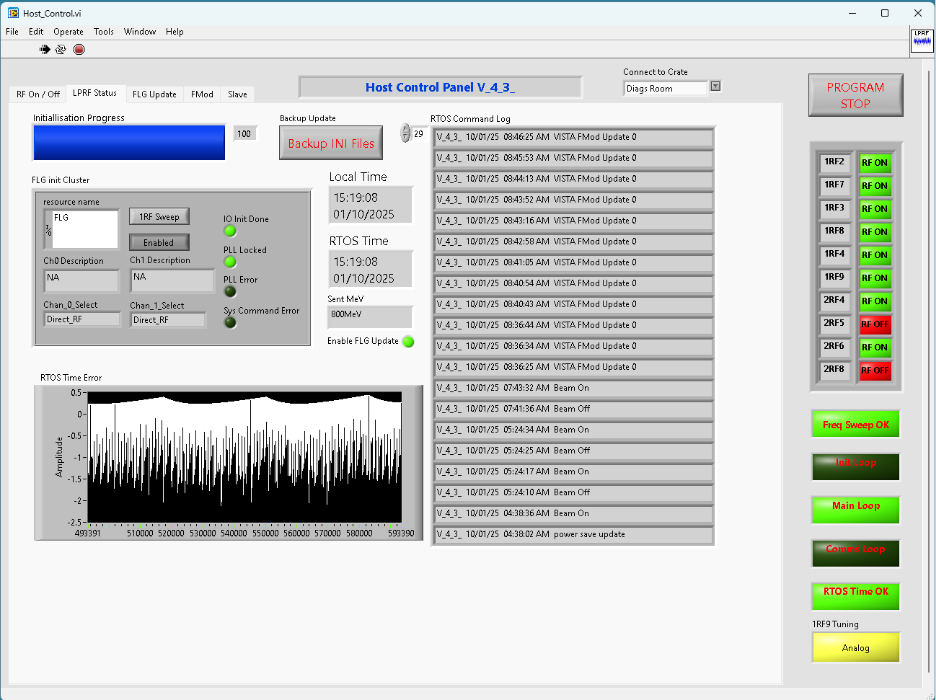 Host_Control.vi
File Edit Operate Tools Window Help
LPRF
RF On / Off LPRF Status FLG Update FMod Slave
Host Control Panel V_4_3_
Connect to Crate
Diags Room
PROGRAM
STOP
Initiallisation Progress
100
Backup Update
Backup INI Files
29
RTOS Command Log
V_4_3_ 10/01/25 08:46:25 AM VISTA FMod Update 0
V_4_3_ 10/01/25 08:45:53 AM VISTA FMod Update 0
V_4_3_ 10/01/25 08:44:13 AM VISTA FMod Update 0
V_4_3_ 10/01/25 08:43:52 AM VISTA FMod Update 0
V_4_3_ 10/01/25 08:43:16 AM VISTA FMod Update 0
V_4_3_ 10/01/25 08:42:58 AM VISTA FMod Update 0
V_4_3_ 10/01/25 08:41:05 AM VISTA FMod Update 0
V_4_3_ 10/01/25 08:40:54 AM VISTA FMod Update 0
V_4_3_ 10/01/25 08:40:43 AM VISTA FMod Update 0
V_4_3_ 10/01/25 08:36:44 AM VISTA FMod Update 0
V_4_3_ 10/01/25 08:36:34 AM VISTA FMod Update 0
V_4_3_ 10/01/25 08:36:25 AM VISTA FMod Update 0
V_4_3_ 10/01/25 07:43:32 AM Beam On
V_4_3_ 10/01/25 07:41:36 AM Beam Off
V_4_3_ 10/01/25 05:24:34 AM Beam On
V_4_3_ 10/01/25 05:24:25 AM Beam Off
V_4_3_ 10/01/25 05:24:17 AM Beam On
V_4_3_ 10/01/25 05:24:10 AM Beam Off
V_4_3_ 10/01/25 04:38:36 AM Beam On
V_4_3_ 10/01/25 04:38:02 AM power save update
FLG init Cluster
resource name
FLG
1RF Sweep
Enabled
IO Init Done
PLL Locked
PLL Error
Sys Command Error
Ch0 Description
NA
Ch1 Description
NA
Chan_0_Select
Direct_RF
Chan_1_Select
Direct_RF
Local Time
15:19:08
01/10/2025
RTOS Time
15:19:08
01/10/2025
Sent MeV
800MeV
Enable FLG Update
RTOS Time Error
Amplitude
0.5
0
-0.5
-1
-1.5
-2
-2.5
493391 510000 520000 530000 540000 550000 560000 570000 580000 593390
1RF2 RF ON
1RF7 RF ON
1RF3 RF ON
1RF8 RF ON
1RF4 RF ON
1RF9 RF ON
2RF4 RF ON
2RF5 RF OFF
2RF6 RF ON
2RF8 RF OFF
Freq Sweep OK
Init Loop
Main Loop
Comms Loop
RTOS Time OK
1RF9 Tuning
Analog